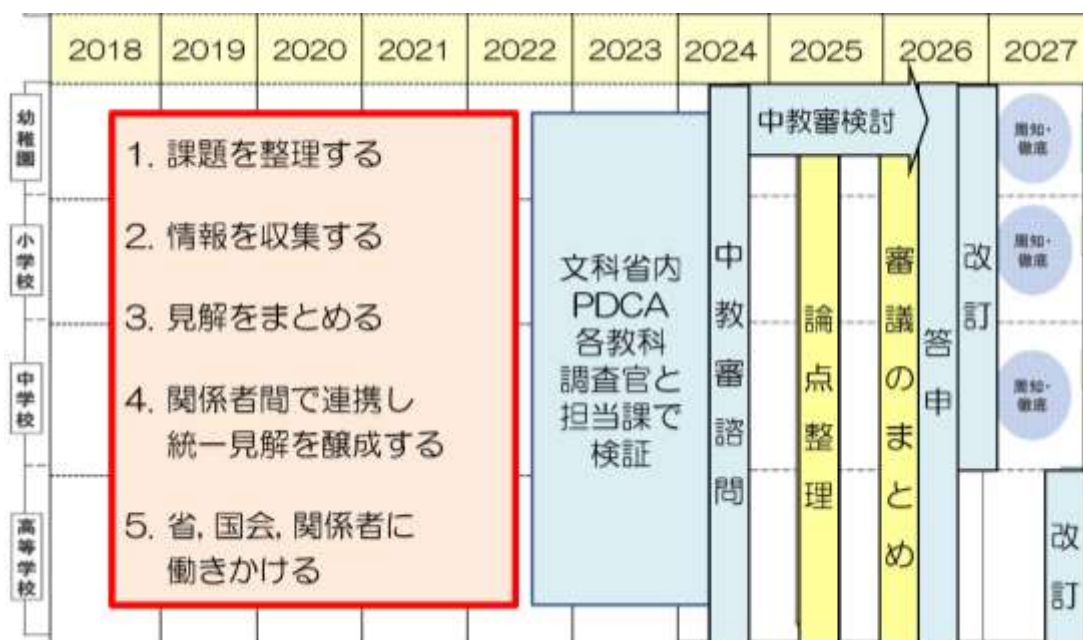 2018 2019 2020 2021 2022 2023 2024 2025 2026 2027
幼稚園
小学校
中学校
高等学校
1. 課題を整理する
2. 情報を収集する
3. 見解をまとめる
4. 関係者間で連携し
統一見解を醸成する
5. 省, 国会, 関係者に
働きかける
文科省内
PDCA
各教科
調査官と
担当課で
検証
中教審諮問
中教審検討
論点整理
審議のまとめ
答申
改訂
周知・
徹底
周知・
徹底
周知・
徹底
改訂